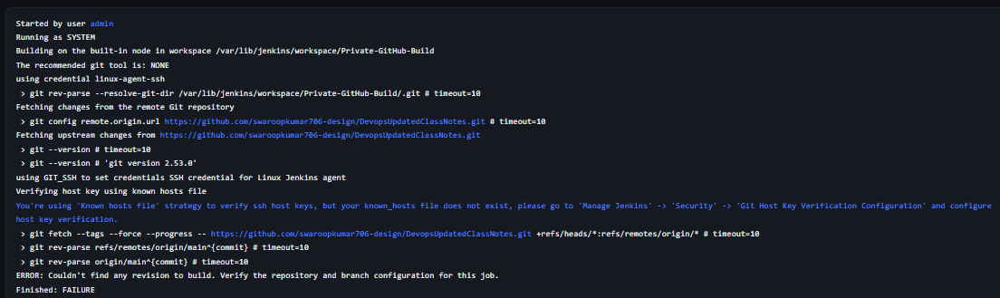 Started by user admin
Running as SYSTEM
Building on the built-in node in workspace /var/lib/jenkins/workspace/Private-GitHub-Build
The recommended git tool is: NONE
using credential linux-agent-ssh
> git rev-parse --resolve-git-dir /var/lib/jenkins/workspace/Private-GitHub-Build/.git # timeout=10
Fetching changes from the remote Git repository
> git config remote.origin.url https://github.com/swaroopkumar706-design/DevopsUpdatedClassNotes.git # timeout=10
Fetching upstream changes from https://github.com/swaroopkumar706-design/DevopsUpdatedClassNotes.git
> git --version # timeout=10
> git --version # 'git version 2.53.0'
using GIT_SSH to set credentials SSH credential for Linux Jenkins agent
Verifying host key using known hosts file
You're using 'Known hosts file' strategy to verify ssh host keys, but your known_hosts file does not exist, please go to 'Manage Jenkins' -> 'Security' -> 'Git Host Key Verification Configuration' and configure
host key verification.
> git fetch --tags --force --progress -- https://github.com/swaroopkumar706-design/DevopsUpdatedClassNotes.git +refs/heads/*:refs/remotes/origin/* # timeout=10
> git rev-parse refs/remotes/origin/main^{commit} # timeout=10
> git rev-parse origin/main^{commit} # timeout=10
ERROR: Couldn't find any revision to build. Verify the repository and branch configuration for this job.
Finished: FAILURE